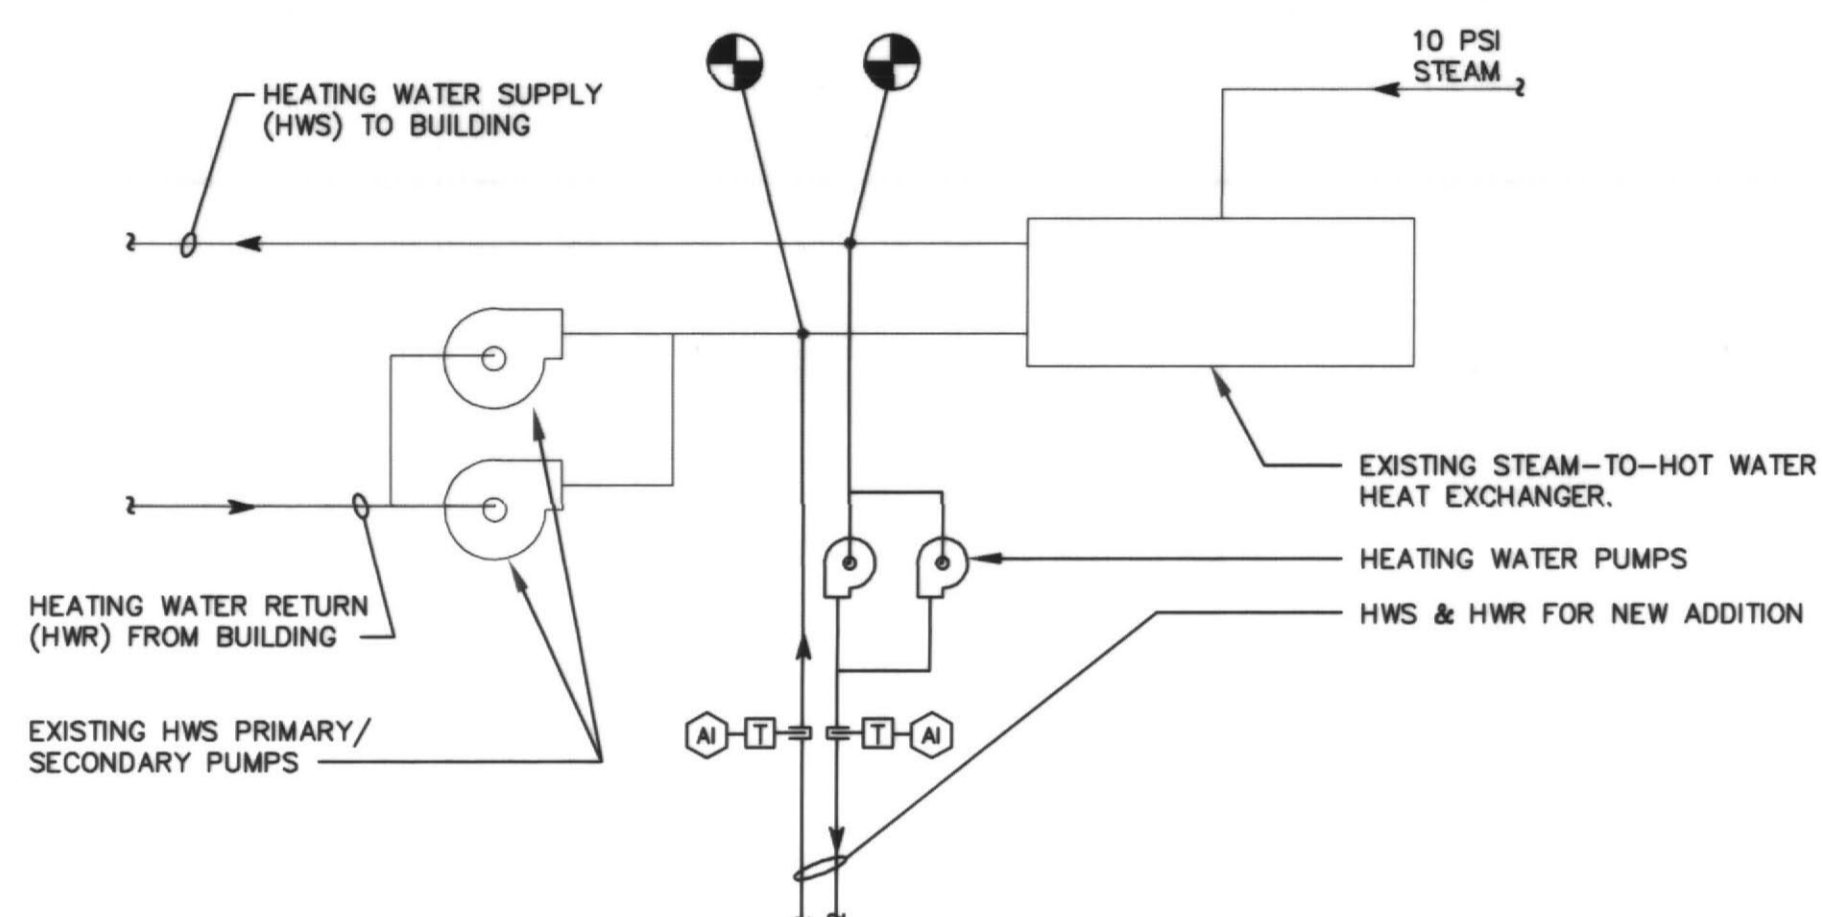 10 PSI
STEAM
HEATING WATER SUPPLY
(HWS) TO BUILDING
EXISTING STEAM-TO-HOT WATER
HEAT EXCHANGER.
HEATING WATER PUMPS
HWS & HWR FOR NEW ADDITION
HEATING WATER RETURN
(HWR) FROM BUILDING
EXISTING HWS PRIMARY/
SECONDARY PUMPS
AI T T AI